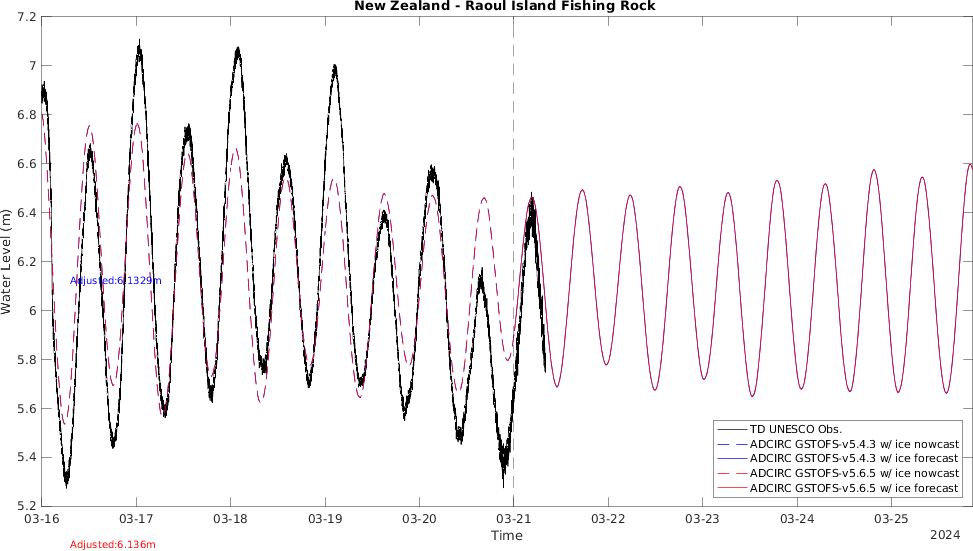 New Zealand - Raoul Island Fishing Rock
7.2
7
6.8
6.6
6.4
6.2
6
5.8
5.6
5.4
5.2
Water Level (m)
Adjusted:6.1329m
TD UNESCO Obs.
ADCIRC GSTOFS-v5.4.3 w/ ice nowcast
ADCIRC GSTOFS-v5.4.3 w/ ice forecast
ADCIRC GSTOFS-v5.6.5 w/ ice nowcast
ADCIRC GSTOFS-v5.6.5 w/ ice forecast
03-16 03-17 03-18 03-19 03-20 03-21 03-22 03-23 03-24 03-25
Time
2024
Adjusted:6.136m